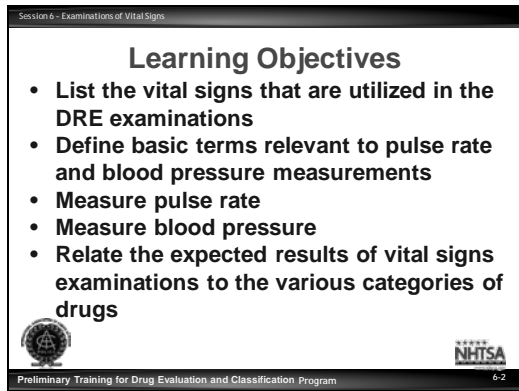 Session 6 - Examinations of Vital Signs
Learning Objectives
• List the vital signs that are utilized in the
DRE examinations
• Define basic terms relevant to pulse rate
and blood pressure measurements
• Measure pulse rate
• Measure blood pressure
• Relate the expected results of vital signs
examinations to the various categories of
drugs
NHTSA
Preliminary Training for Drug Evaluation and Classification Program
6-2